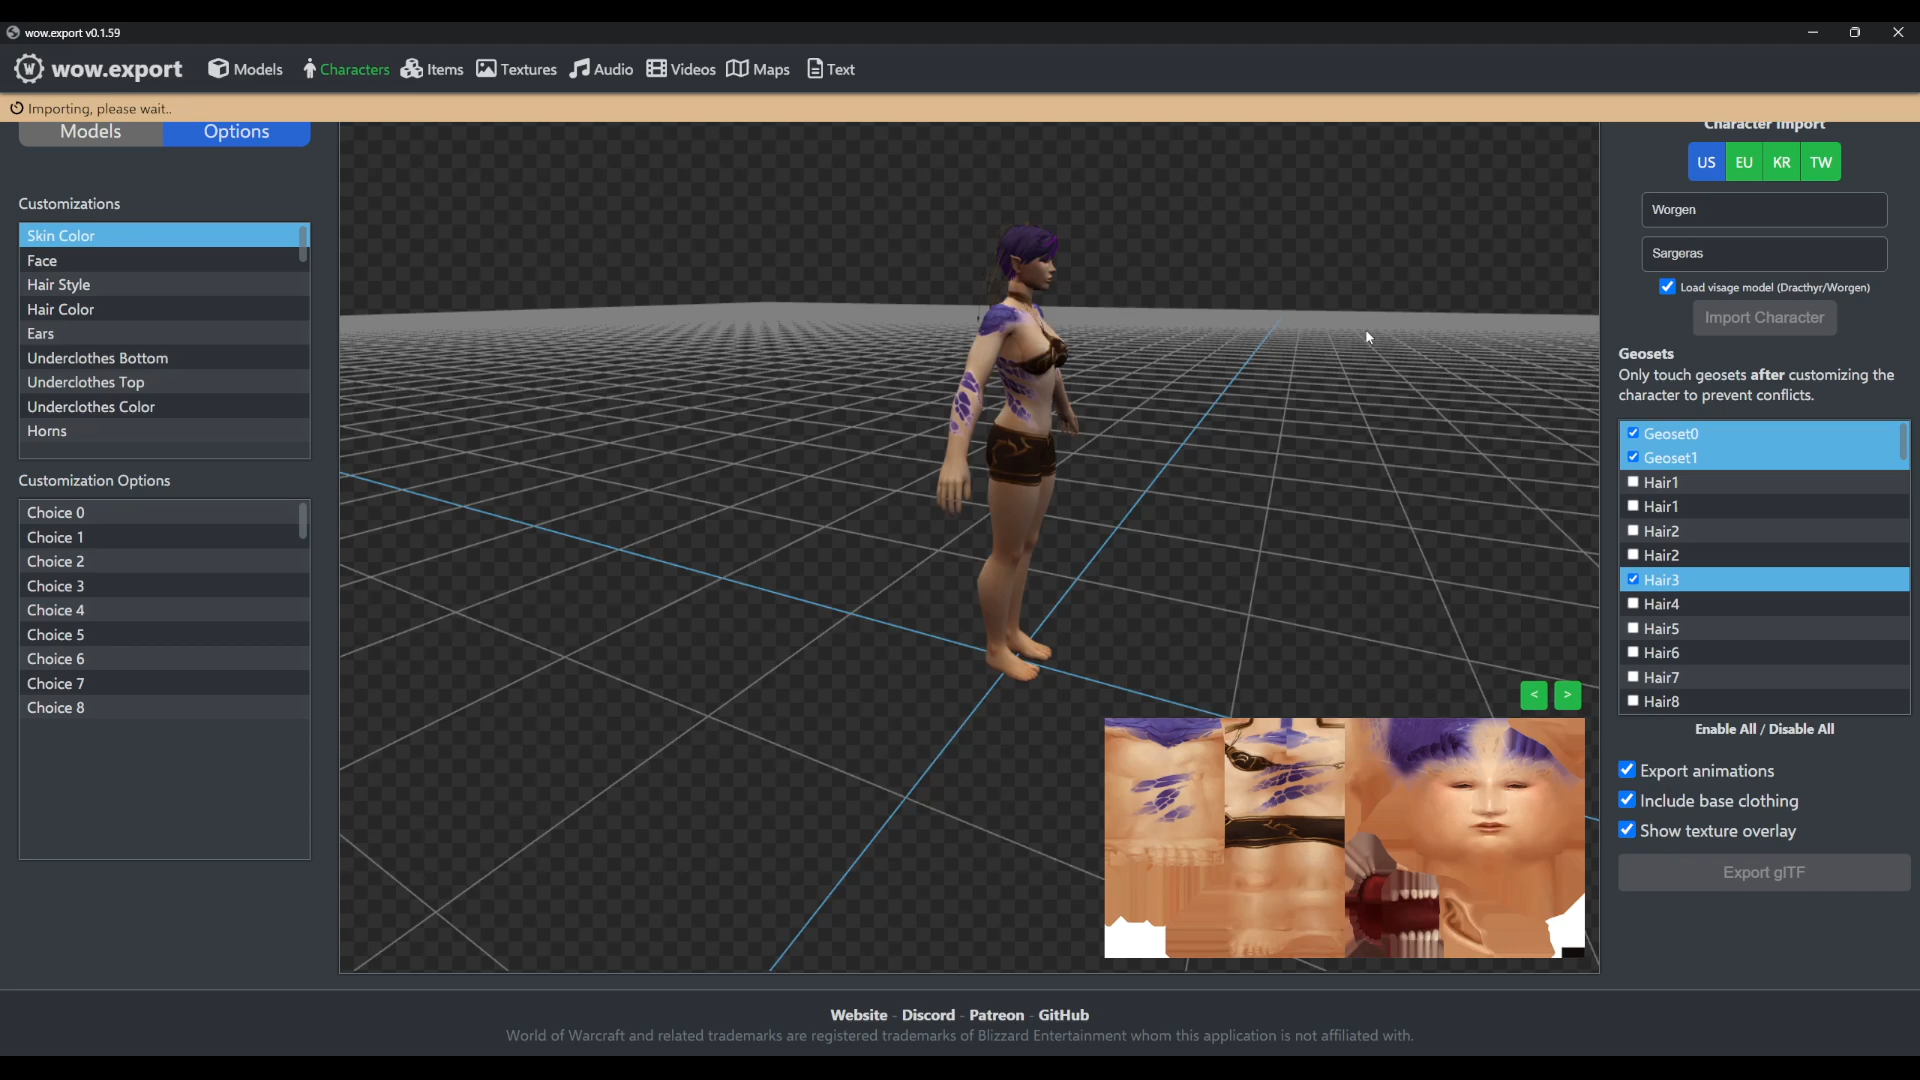 wow.export v0.1.59
wow.export Models Characters Items Textures Audio Videos Maps Text
Importing, please wait..
Models Options
Customizations
Skin Color
Face
Hair Style
Hair Color
Ears
Underclothes Bottom
Underclothes Top
Underclothes Color
Horns
Customization Options
Choice 0
Choice 1
Choice 2
Choice 3
Choice 4
Choice 5
Choice 6
Choice 7
Choice 8
< >
Character Import
US EU KR TW
Worgen
Sargeras
Load visage model (Dracthyr/Worgen)
Import Character
Geosets
Only touch geosets after customizing the
character to prevent conflicts.
Geoset0
Geoset1
Hair1
Hair1
Hair2
Hair2
Hair3
Hair4
Hair5
Hair6
Hair7
Hair8
Enable All / Disable All
Export animations
Include base clothing
Show texture overlay
Export glTF
Website - Discord - Patreon - GitHub
World of Warcraft and related trademarks are registered trademarks of Blizzard Entertainment whom this application is not affiliated with.